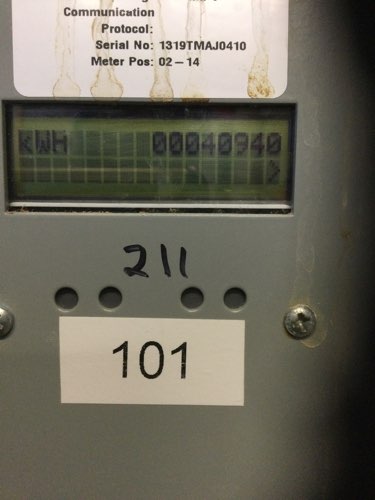 Communication
Protocol:
Serial No: 1319TMAJ0410
Meter Pos: 02-14
KWH 00040940
211
101